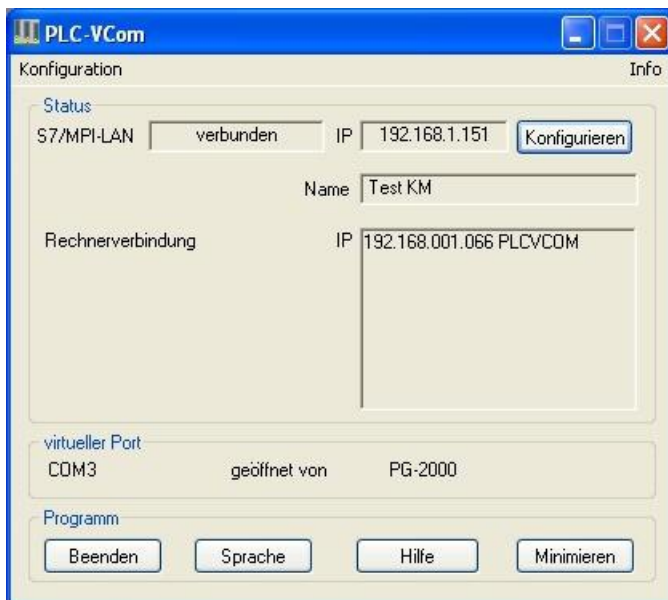 PLC-VCom
Konfiguration Info
Status
S7/MPI-LAN verbunden IP 192.168.1.151 Konfigurieren
Name Test KM
Rechnerverbindung IP 192.168.001.066 PLCVCOM
virtueller Port
COM3 geöffnet von PG-2000
Programm
Beenden Sprache Hilfe Minimieren